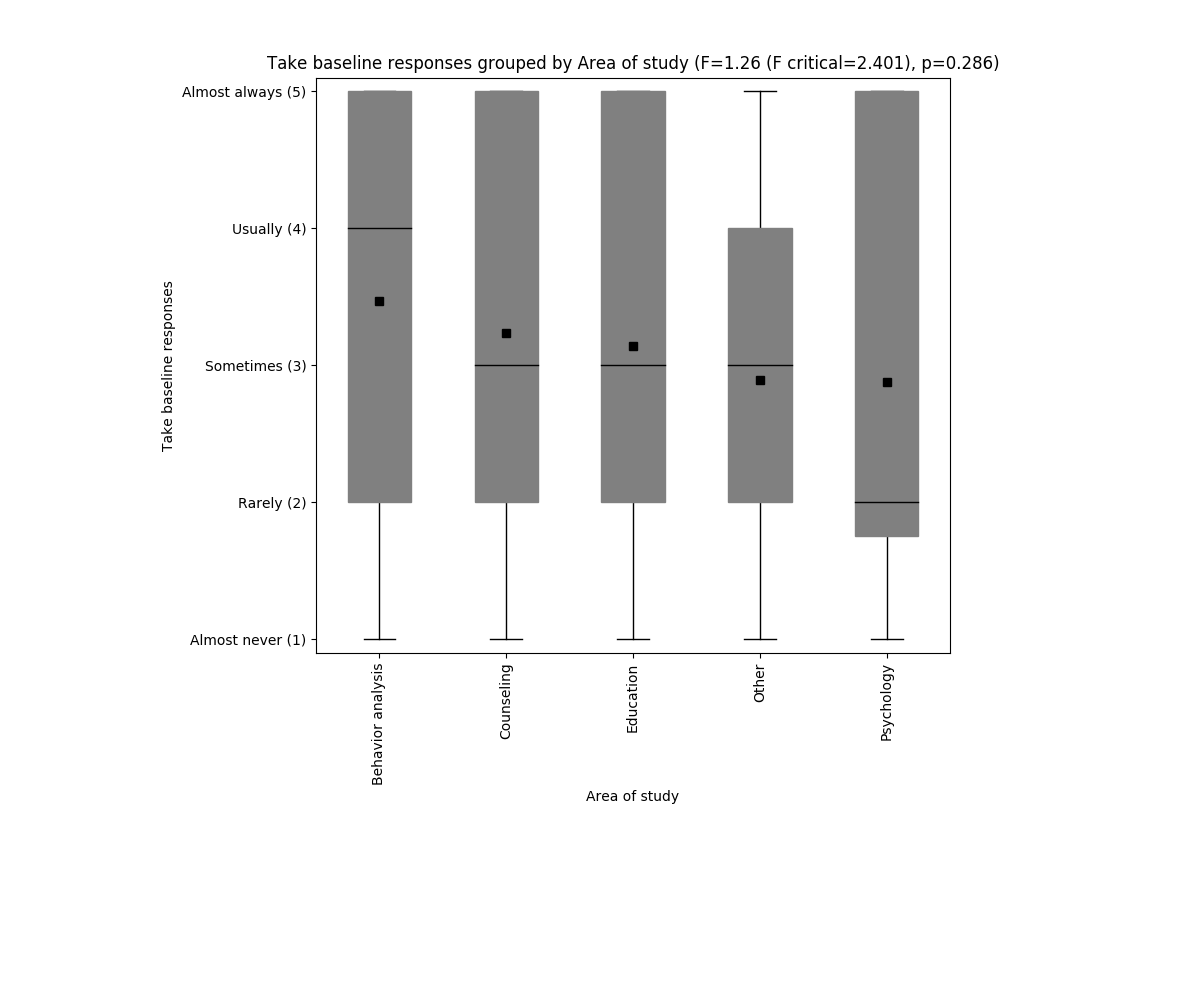 Take baseline responses grouped by Area of study (F=1.26 (F critical=2.401), p=0.286)
Almost always (5)
Usually (4)
Sometimes (3)
Rarely (2)
Almost never (1)
Take baseline responses
Behavior analysis
Counseling
Education
Other
Psychology
Area of study